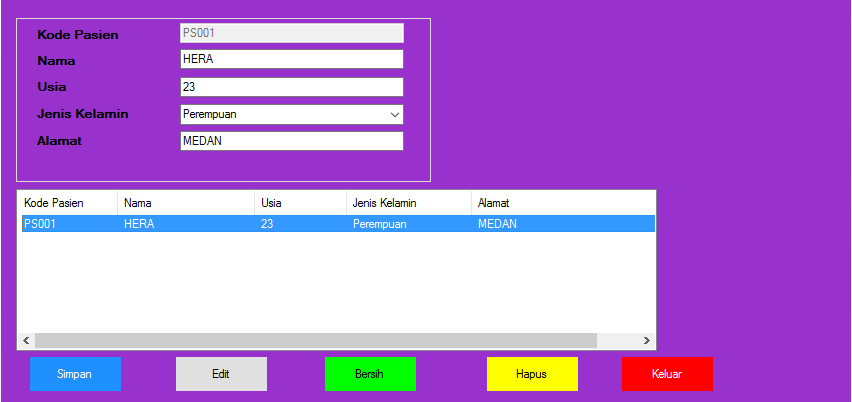 Kode Pasien PS001
Nama HERA
Usia 23
Jenis Kelamin Perempuan
Alamat MEDAN
Kode Pasien Nama Usia Jenis Kelamin Alamat
PS001 HERA 23 Perempuan MEDAN
Simpan Edit Bersih Hapus Keluar